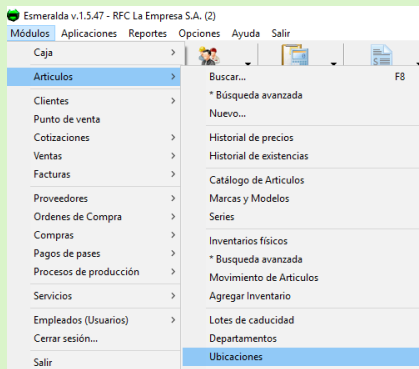 Esmeralda v.1.5.47 - RFC La Empresa S.A. (2)
Módulos Aplicaciones Reportes Opciones Ayuda Salir
Caja
Articulos
Clientes
Punto de venta
Cotizaciones
Ventas
Facturas
Proveedores
Ordenes de Compra
Compras
Pagos de pases
Procesos de producción
Servicios
Empleados (Usuarios)
Cerrar sesión...
Salir
Buscar... F8
* Búsqueda avanzada
Nuevo...
Historial de precios
Historial de existencias
Catálogo de Articulos
Marcas y Modelos
Series
Inventarios físicos
* Busqueda avanzada
Movimiento de Articulos
Agregar Inventario
Lotes de caducidad
Departamentos
Ubicaciones